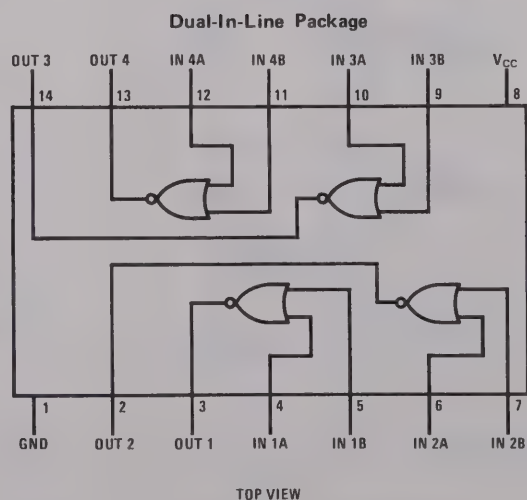 Dual-In-Line Package
OUT 3 OUT 4 IN 4A IN 4B IN 3A IN 3B VCC
14 13 12 11 10 9 8
1 2 3 4 5 6 7
GND OUT 2 OUT 1 IN 1A IN 1B IN 2A IN 2B
TOP VIEW